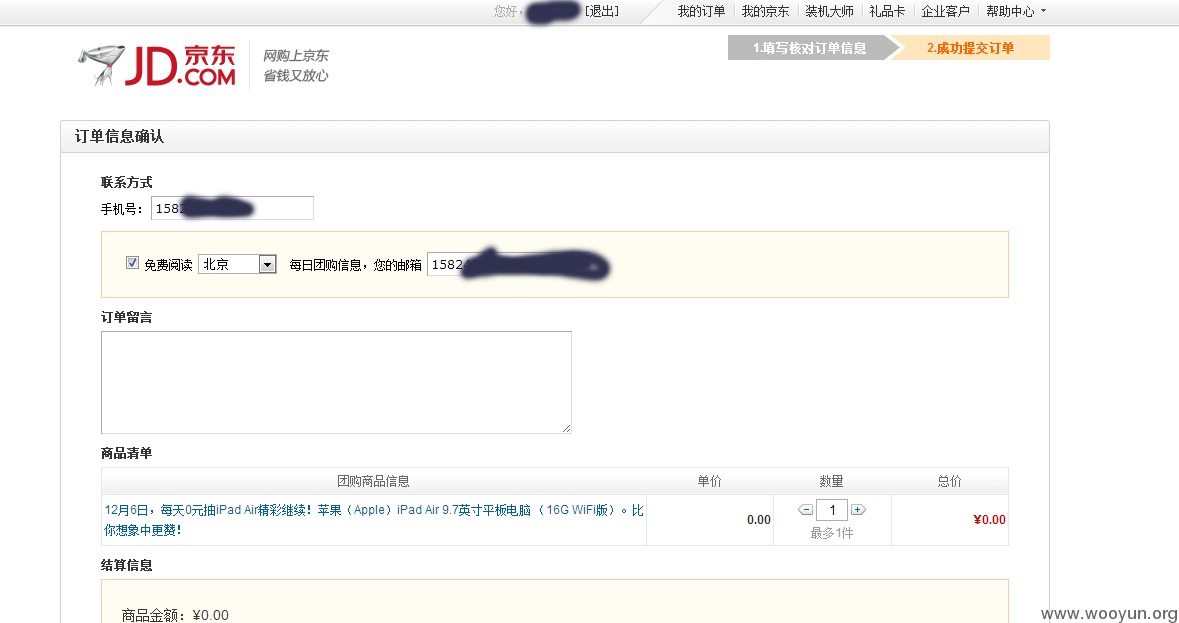 您好， [退出] 我的订单 我的京东 装机大师 礼品卡 企业客户 帮助中心
JD.COM 京东
网购上京东
省钱又放心
1.填写核对订单信息 2.成功提交订单
订单信息确认
联系方式
手机号： 158
免费阅读 北京 每日团购信息，您的邮箱 1582
订单留言
商品清单
团购商品信息 单价 数量 总价
12月6日，每天0元抽iPad Air精彩继续！苹果（Apple）iPad Air 9.7英寸平板电脑 （16G WiFi版）。比
你想象中更赞！
0.00 1 ¥0.00
最多1件
结算信息
商品金额：¥0.00
www.wooyun.org